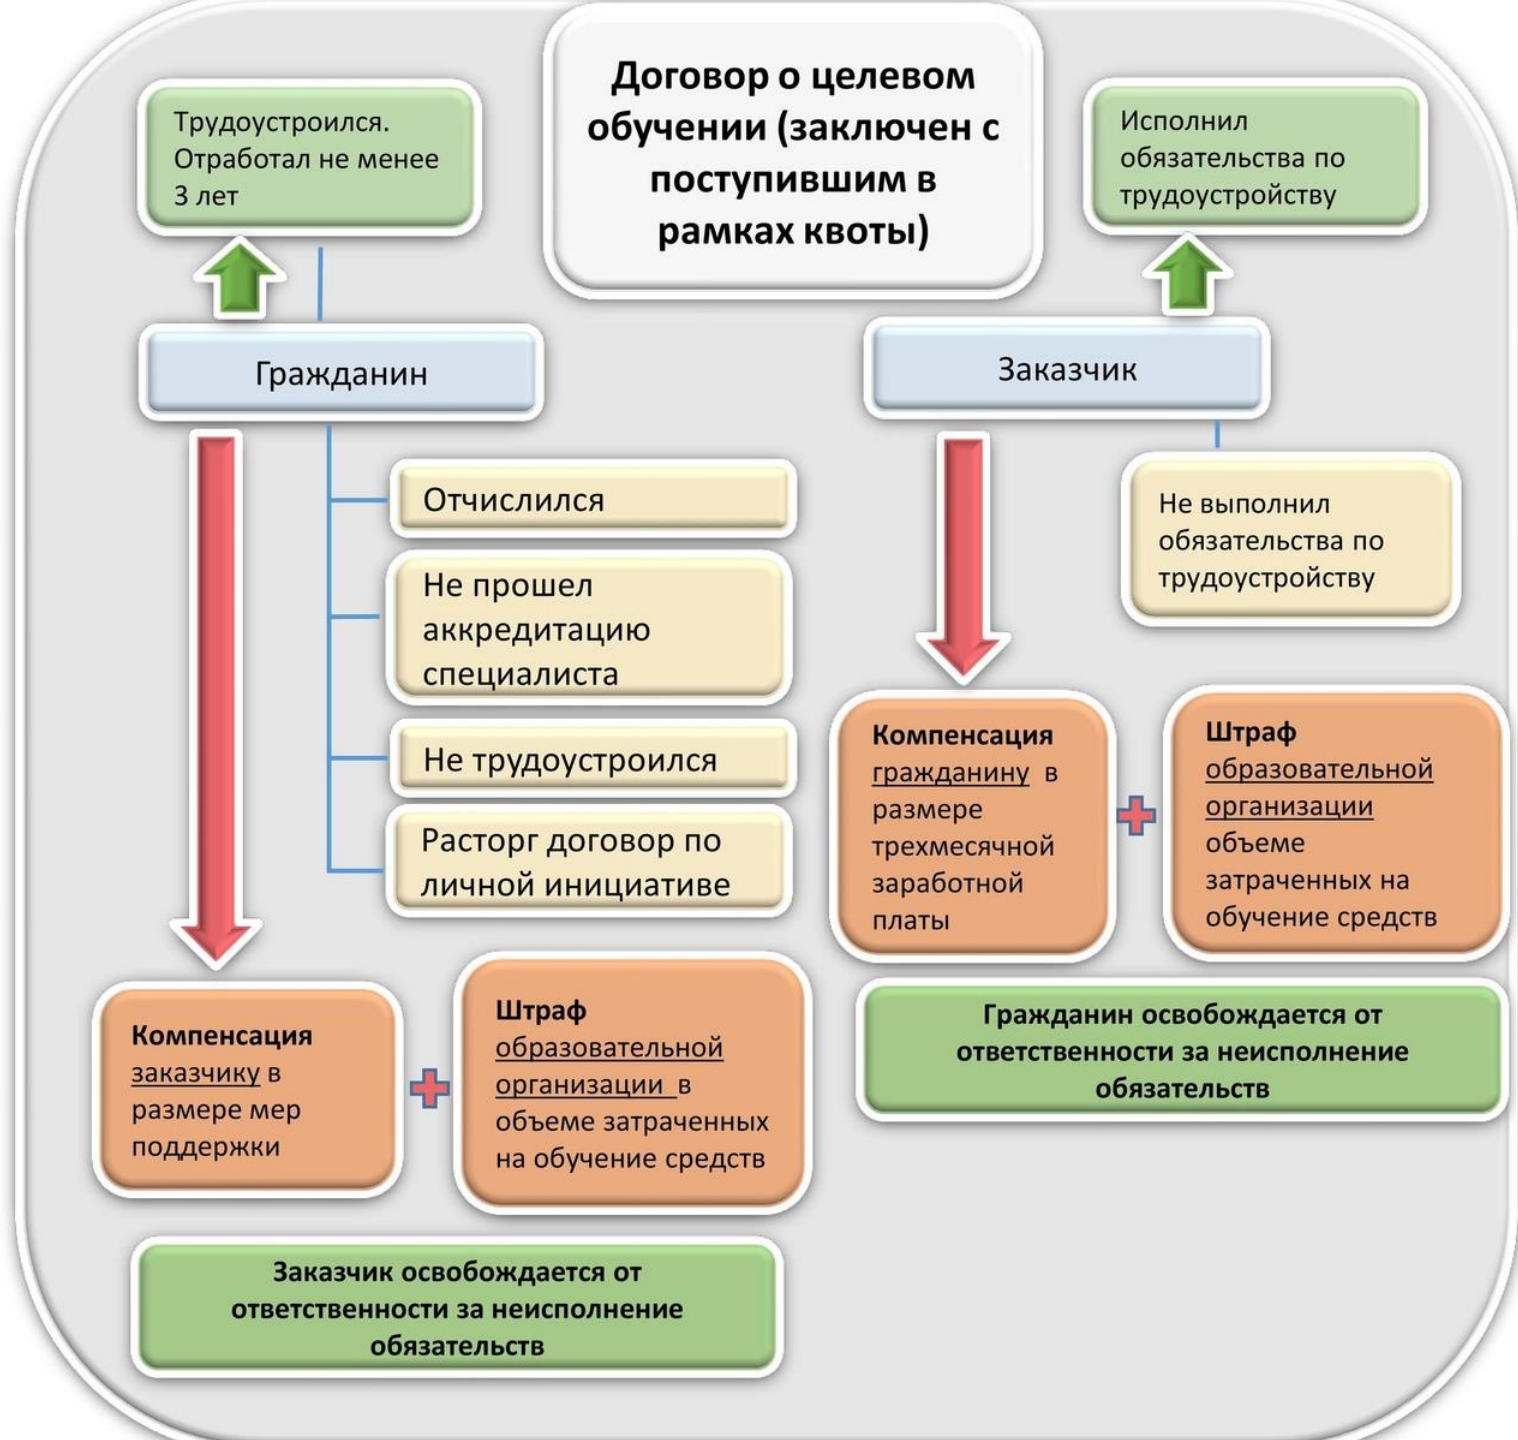 Договор о целевом
обучении (заключен с
поступившим в
рамках квоты)
Трудоустроился.
Отработал не менее
3 лет
Исполнил
обязательства по
трудоустройству
Гражданин
Заказчик
Отчислился
Не прошел
аккредитацию
специалиста
Не трудоустроился
Расторг договор по
личной инициативе
Не выполнил
обязательства по
трудоустройству
Компенсация
гражданину в
размере
трехмесячной
заработной
платы
Штраф
образовательной
организации
объеме
затраченных на
обучение средств
Компенсация
заказчику в
размере мер
поддержки
Штраф
образовательной
организации в
объеме затраченных
на обучение средств
Гражданин освобождается от
ответственности за неисполнение
обязательств
Заказчик освобождается от
ответственности за неисполнение
обязательств